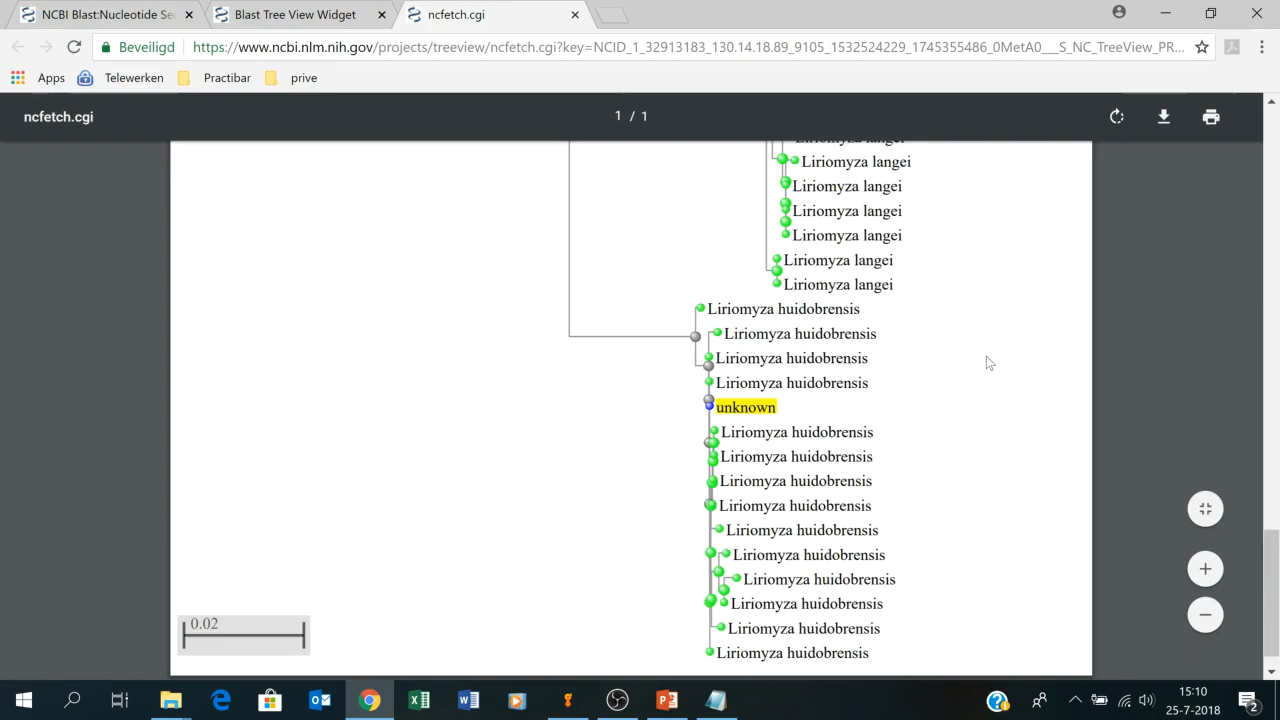 NCBI Blast:Nucleotide Se
Blast Tree View Widget
ncfetch.cgi
Beveiligd
https://www.ncbi.nlm.nih.gov/projects/treeview/ncfetch.cgi?key=NCID_1_32913183_130.14.18.89_9105_1532524229_1745355486_0MetA0___S_NC_TreeView_PR...
Apps Telewerken Practibar prive
ncfetch.cgi
1 / 1
Liriomyza langei
Liriomyza langei
Liriomyza langei
Liriomyza langei
Liriomyza langei
Liriomyza langei
Liriomyza langei
Liriomyza huidobrensis
Liriomyza huidobrensis
Liriomyza huidobrensis
Liriomyza huidobrensis
unknown
Liriomyza huidobrensis
Liriomyza huidobrensis
Liriomyza huidobrensis
Liriomyza huidobrensis
Liriomyza huidobrensis
Liriomyza huidobrensis
Liriomyza huidobrensis
Liriomyza huidobrensis
Liriomyza huidobrensis
Liriomyza huidobrensis
0.02
15:10
25-7-2018
2